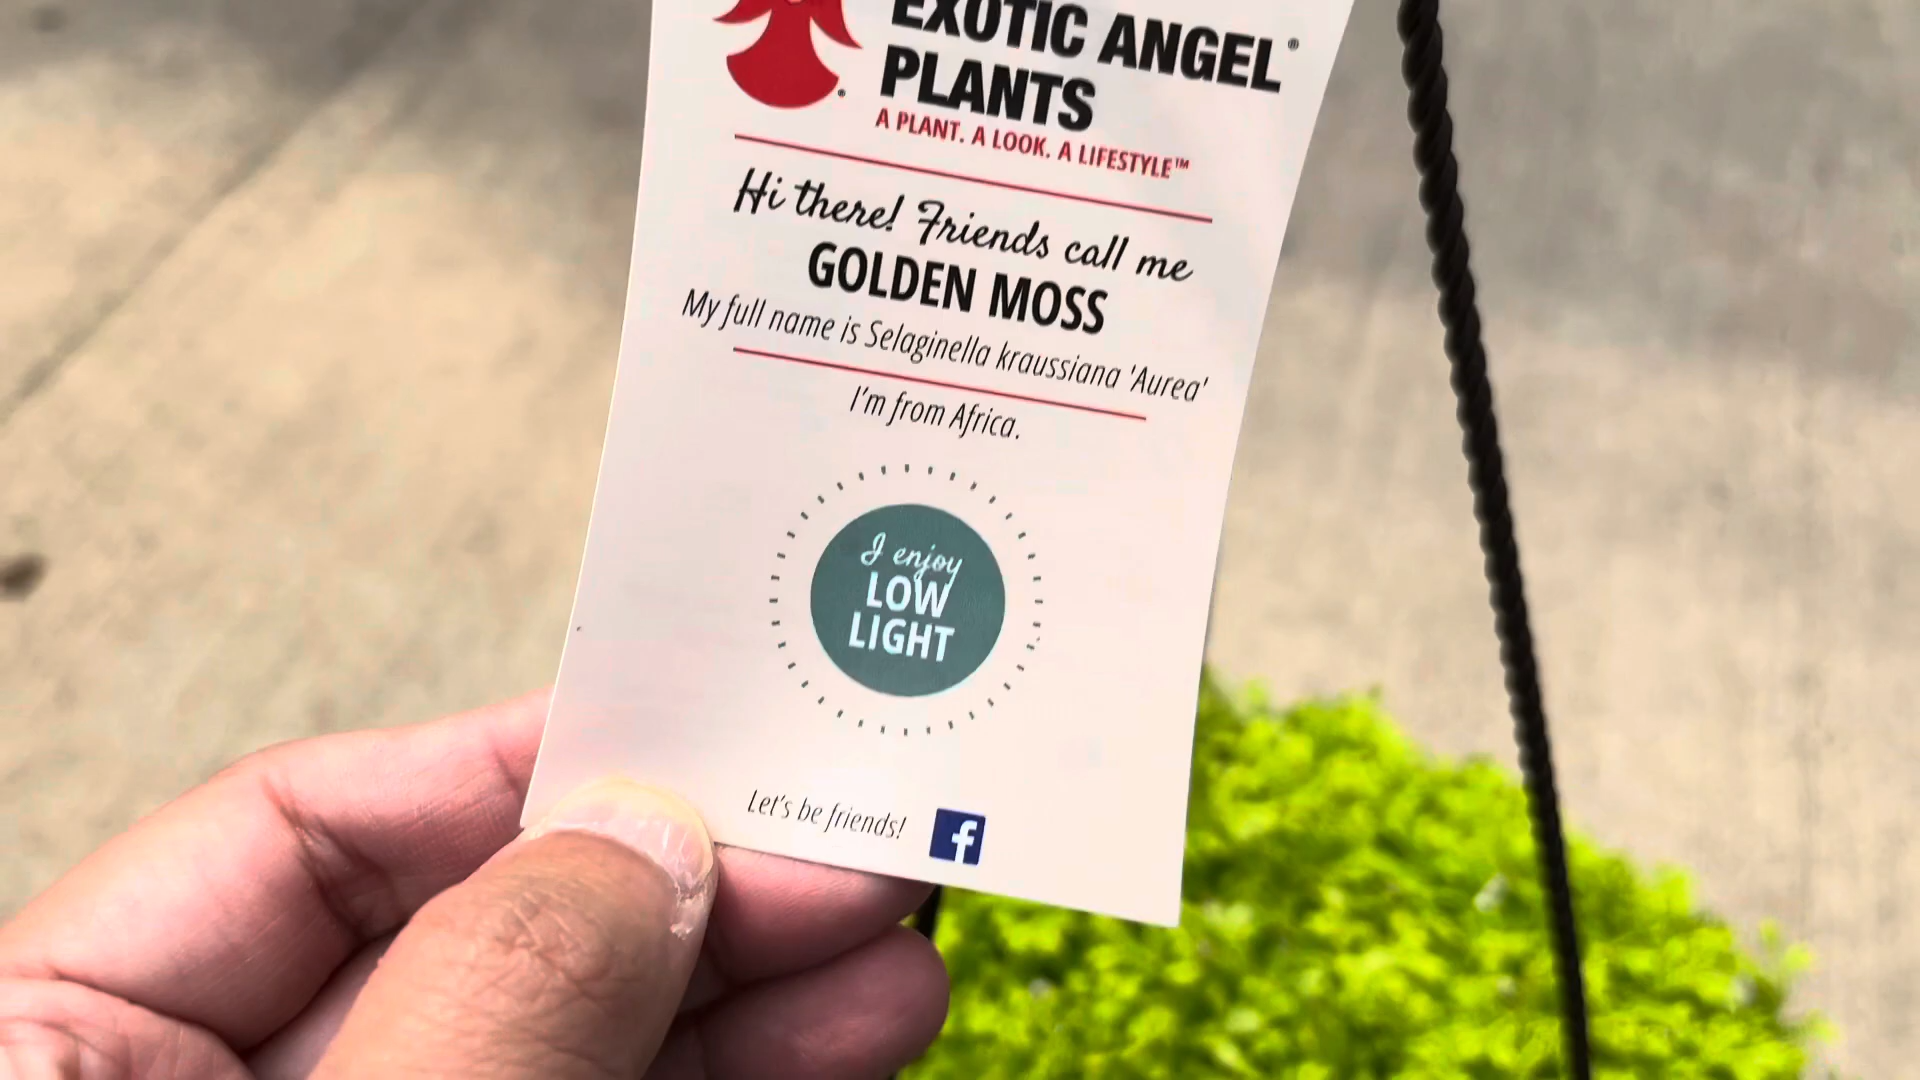 EXOTIC ANGEL®
PLANTS
A PLANT. A LOOK. A LIFESTYLE™
Hi there! Friends call me
GOLDEN MOSS
My full name is Selaginella kraussiana 'Aurea'
I'm from Africa.
I enjoy
LOW
LIGHT
Let's be friends! f